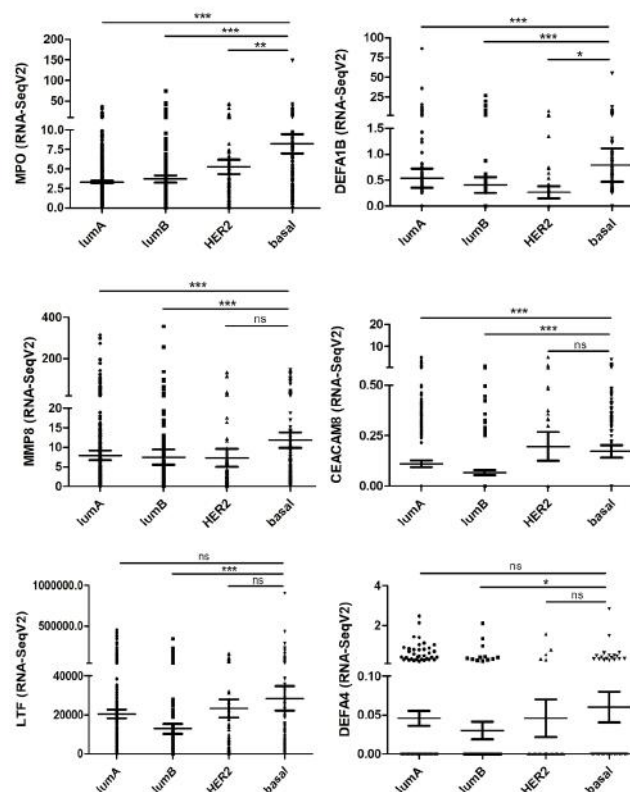 ***
***
**
MPO (RNA-SeqV2)
200
150
100
50
10.0
7.5
5.0
2.5
0.0
lumA
lumB
HER2
basal
***
***
*
DEFA1B (RNA-SeqV2)
100
75
50
25
1.5
1.0
0.5
0.0
lumA
lumB
HER2
basal
***
***
ns
MMP8 (RNA-SeqV2)
400
200
20
15
10
5
0
lumA
lumB
HER2
basal
***
***
ns
CEACAM8 (RNA-SeqV2)
20
15
10
5
0.50
0.25
0.00
lumA
lumB
HER2
basal
ns
***
ns
LTF (RNA-SeqV2)
1000000.0
500000.0
40000
20000
0
lumA
lumB
HER2
basal
ns
*
ns
DEFA4 (RNA-SeqV2)
4
2
0.10
0.05
0.00
lumA
lumB
HER2
basal